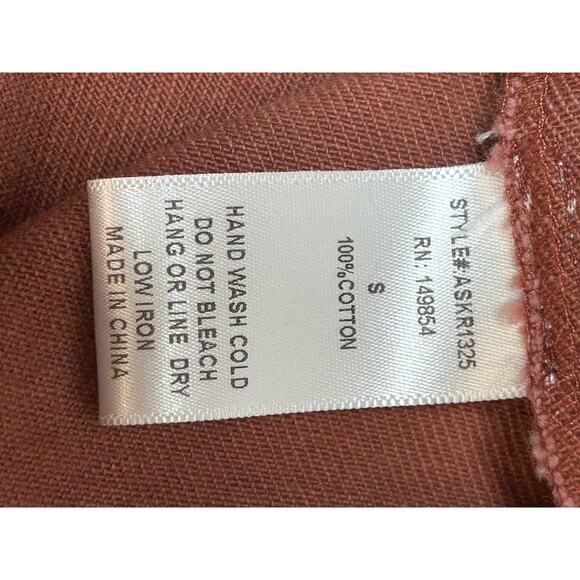 STYLE#:ASKR1325
RN: 149854
S
100%COTTON
HAND WASH COLD
DO NOT BLEACH
HANG OR LINE DRY
LOW IRON
MADE IN CHINA